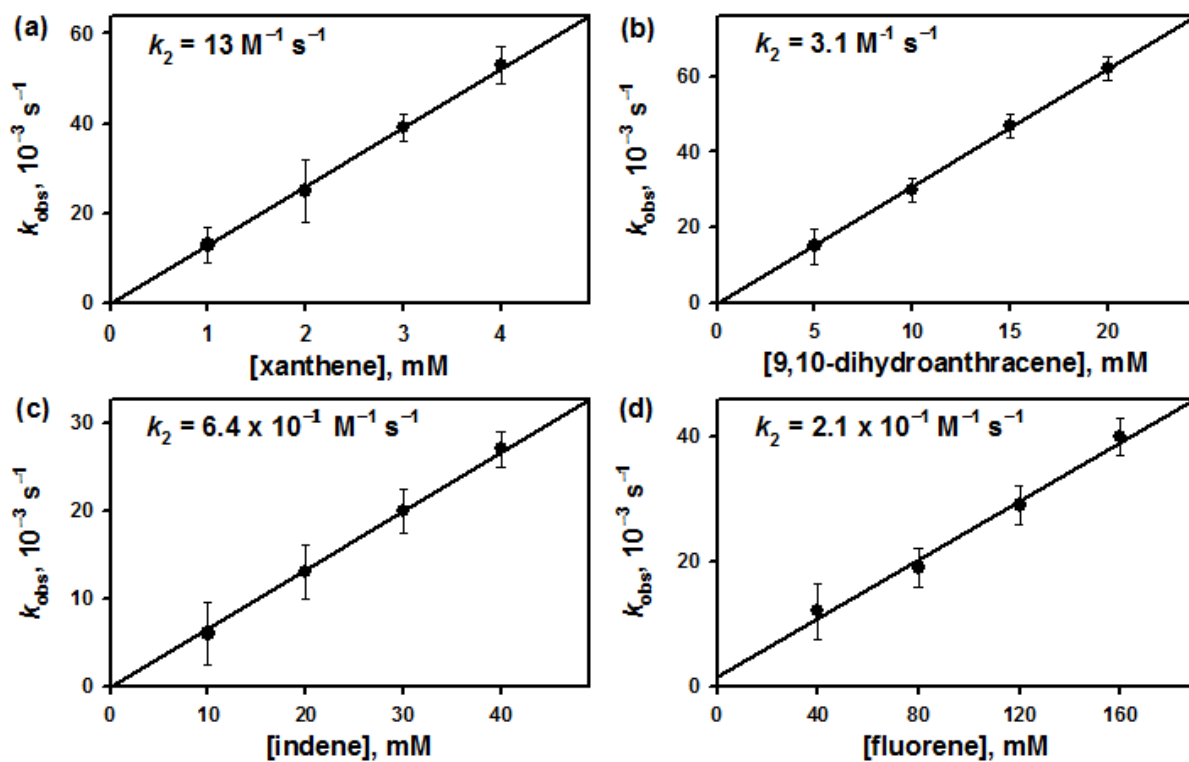 (a)
k₂ = 13 M⁻¹ s⁻¹
k_obs, 10⁻³ s⁻¹
60
40
20
0
0 1 2 3 4
[xanthene], mM
(b)
k₂ = 3.1 M⁻¹ s⁻¹
k_obs, 10⁻³ s⁻¹
60
40
20
0
0 5 10 15 20
[9,10-dihydroanthracene], mM
(c)
k₂ = 6.4 x 10⁻¹ M⁻¹ s⁻¹
k_obs, 10⁻³ s⁻¹
30
20
10
0
0 10 20 30 40
[indene], mM
(d)
k₂ = 2.1 x 10⁻¹ M⁻¹ s⁻¹
k_obs, 10⁻³ s⁻¹
40
20
0
0 40 80 120 160
[fluorene], mM